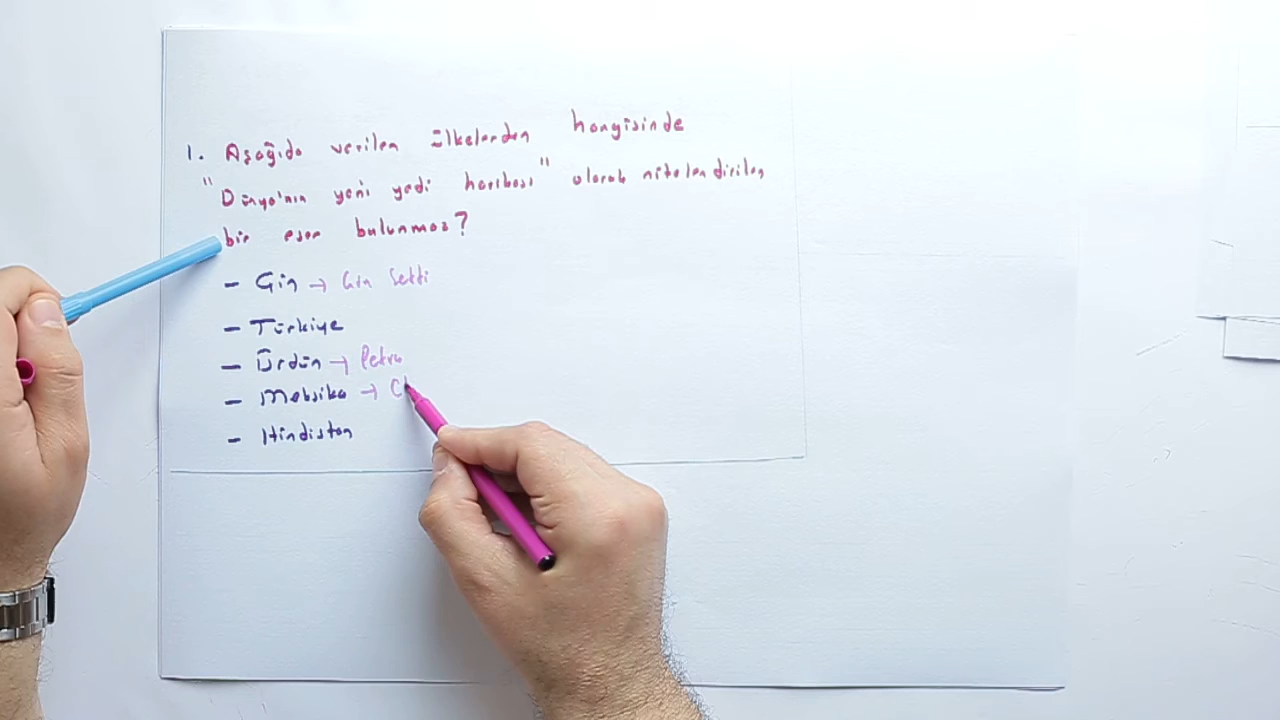 1. Aşağıda verilen ülkelerden hangisinde
"Dünya'nın yeni yedi harikası" olarak nitelendirilen
bir eser bulunmaz?
- Çin → Çin Seddi
- Türkiye
- Ürdün → Petra
- Meksika → C
- Hindistan